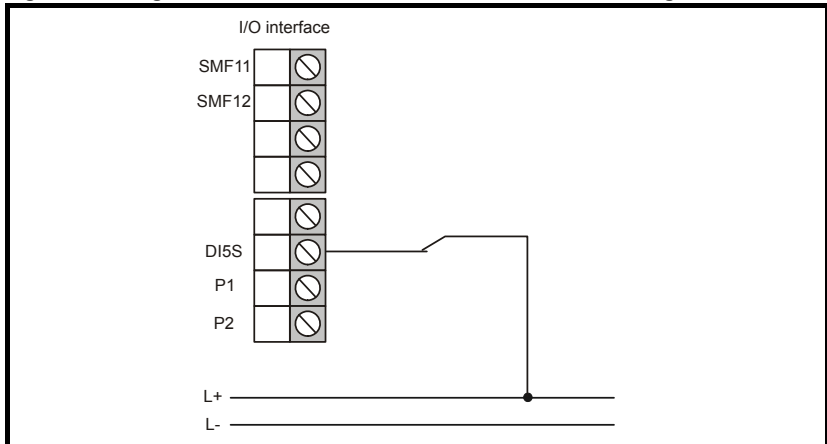 I/O interface
SMF11
SMF12
DI5S
P1
P2
L+
L-